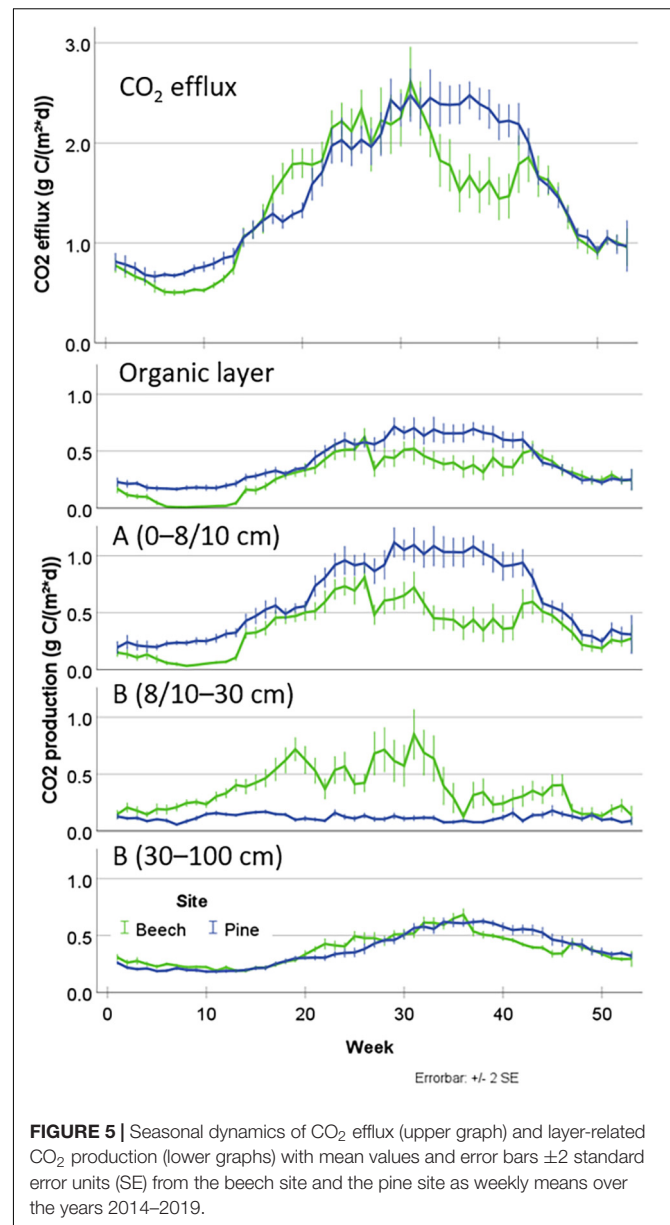 CO₂ efflux
CO2 efflux (g C/(m²*d)
3.0
2.0
1.0
0.0
Organic layer
1.0
0.5
0.0
A (0–8/10 cm)
CO2 production (g C/(m²*d))
1.0
0.5
0.0
B (8/10–30 cm)
1.0
0.5
0.0
B (30–100 cm)
1.0
0.5
0.0
Site
Beech Pine
0 10 20 30 40 50
Week
Errorbar: +/- 2 SE
FIGURE 5 | Seasonal dynamics of CO₂ efflux (upper graph) and layer-related
CO₂ production (lower graphs) with mean values and error bars ±2 standard
error units (SE) from the beech site and the pine site as weekly means over
the years 2014–2019.